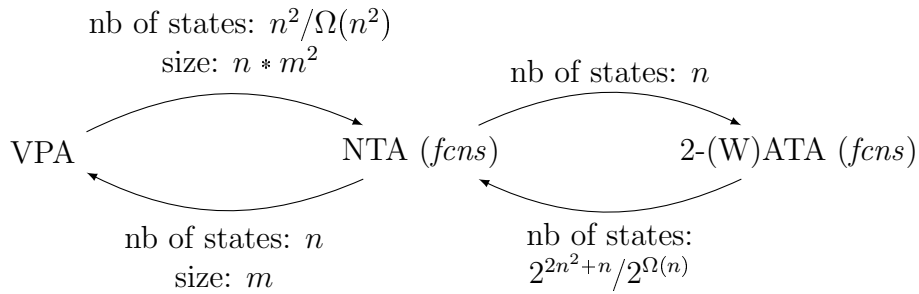 nb of states: n²/Ω(n²)
size: n * m²
nb of states: n
VPA
NTA (fcns)
2-(W)ATA (fcns)
nb of states: n
size: m
nb of states:
2^{2n²+n}/2^{Ω(n)}